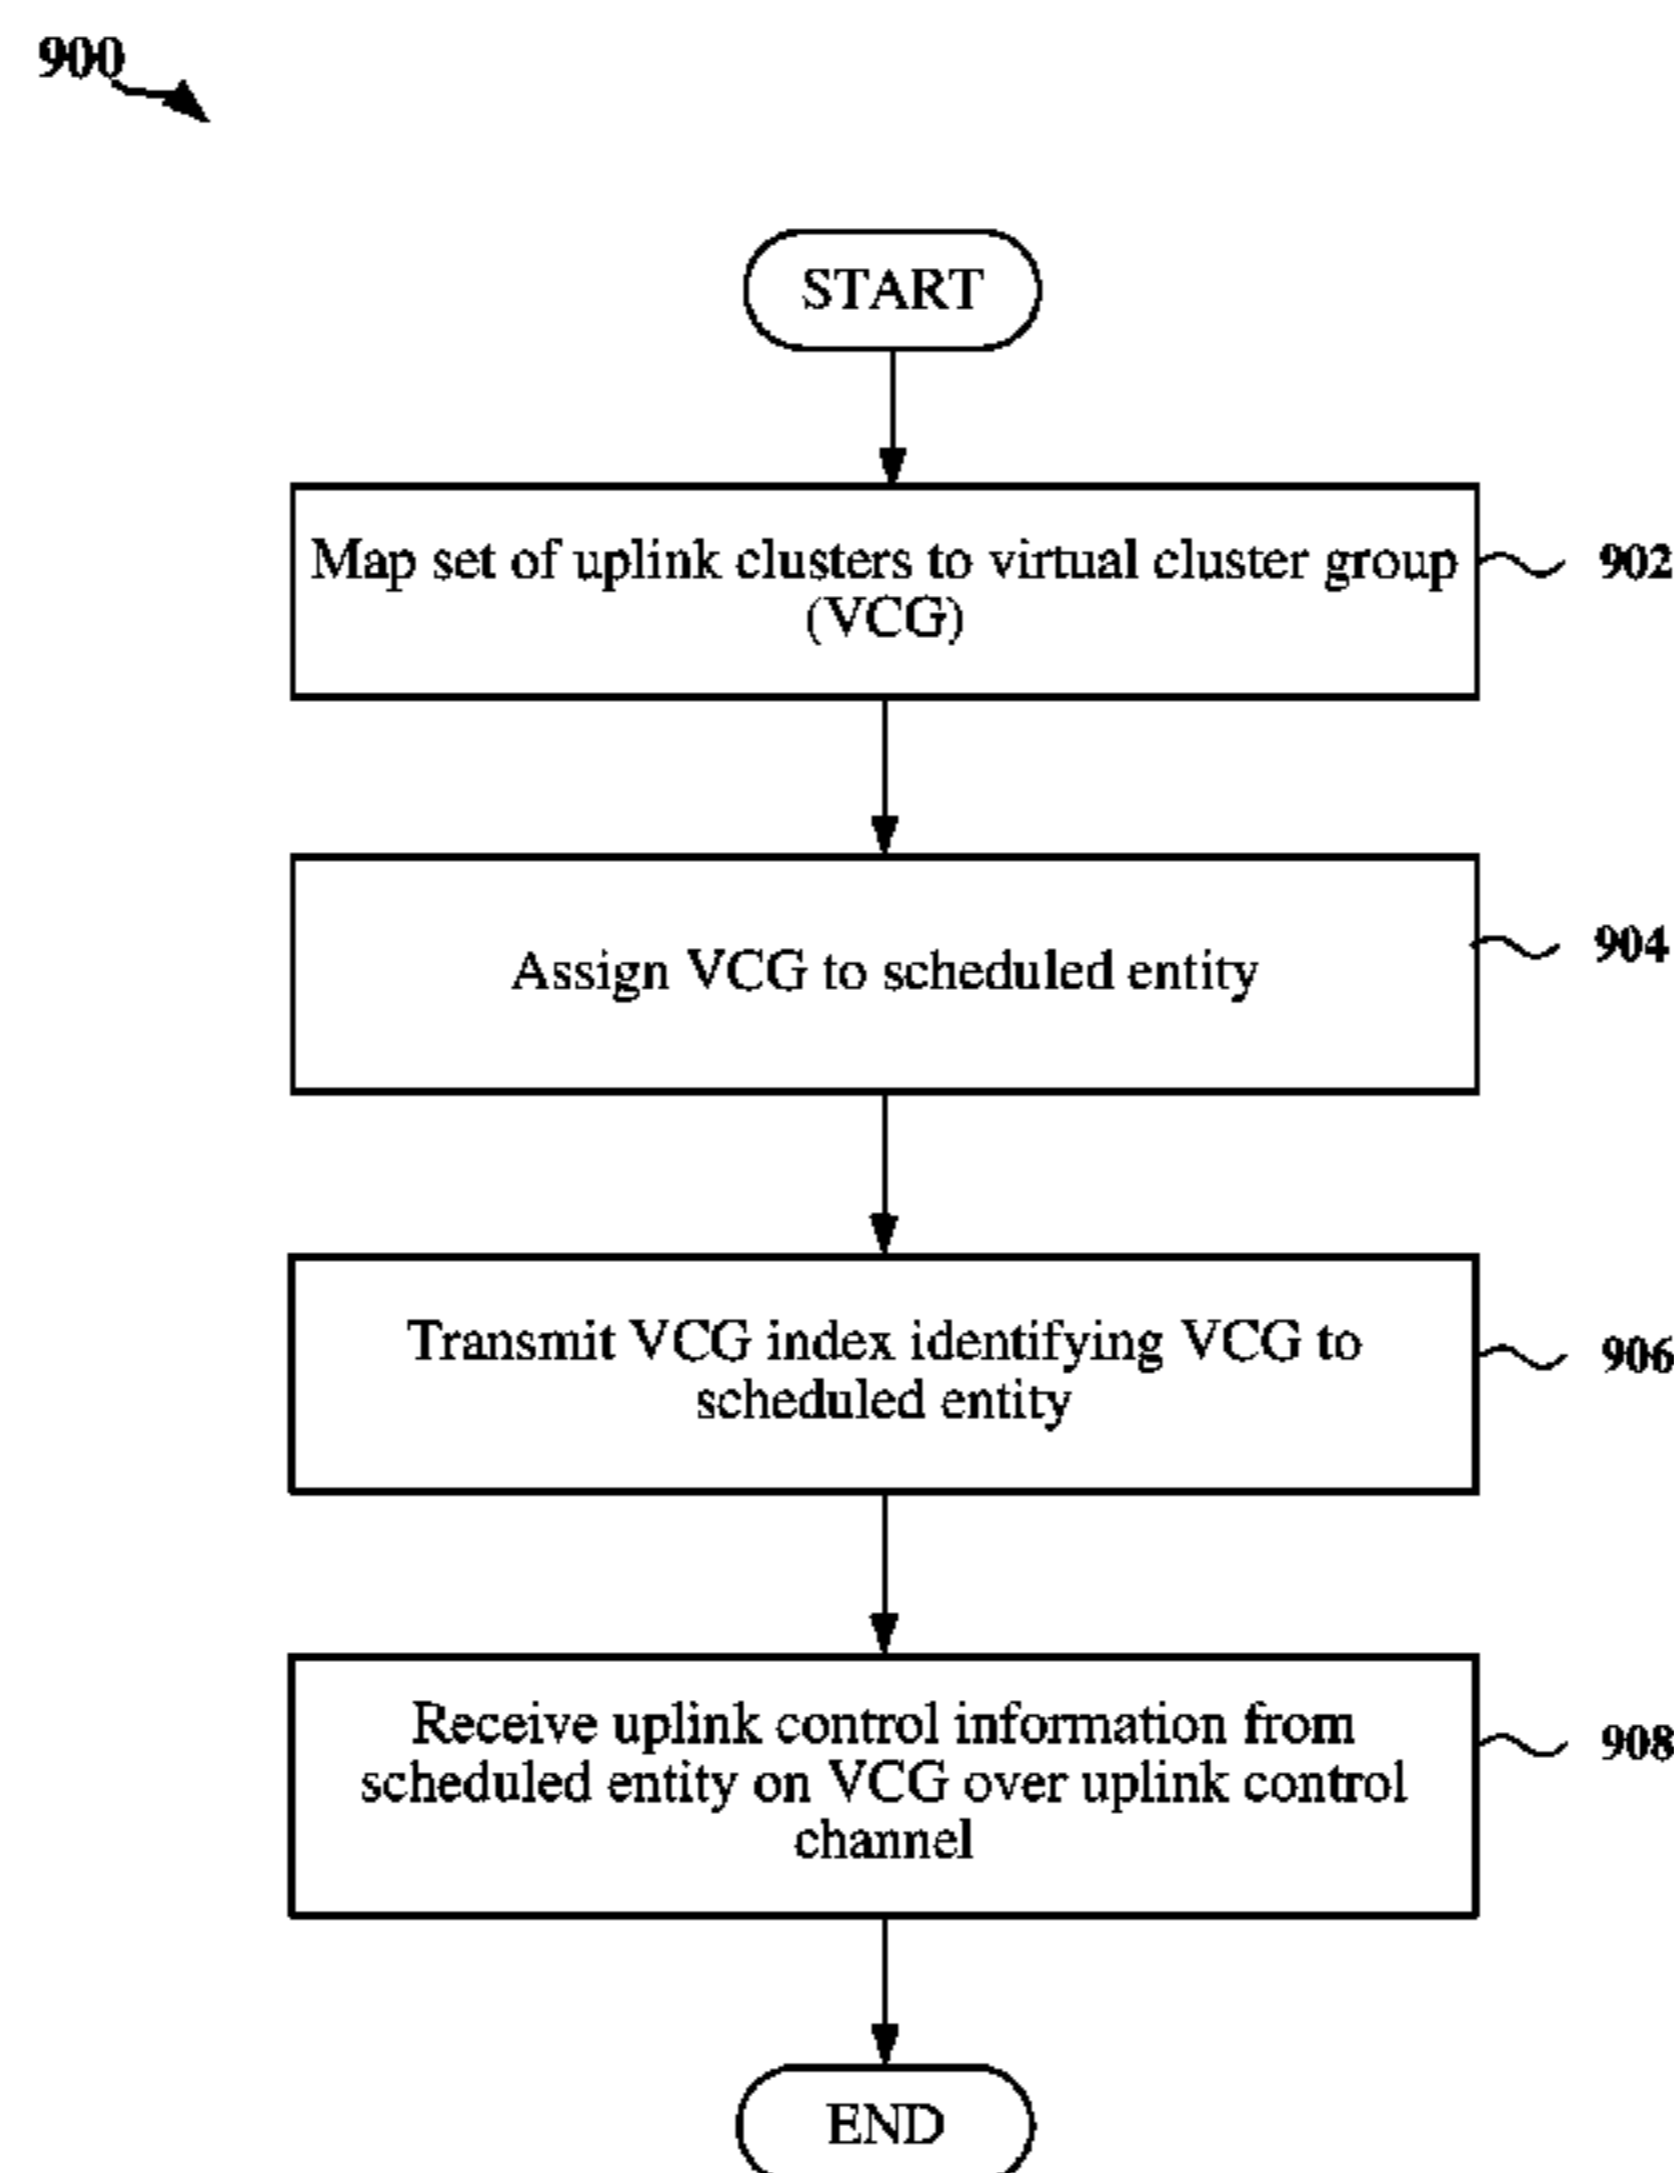 900
START
Map set of uplink clusters to virtual cluster group
(VCG)
902
Assign VCG to scheduled entity
904
Transmit VCG index identifying VCG to
scheduled entity
906
Receive uplink control information from
scheduled entity on VCG over uplink control
channel
908
END